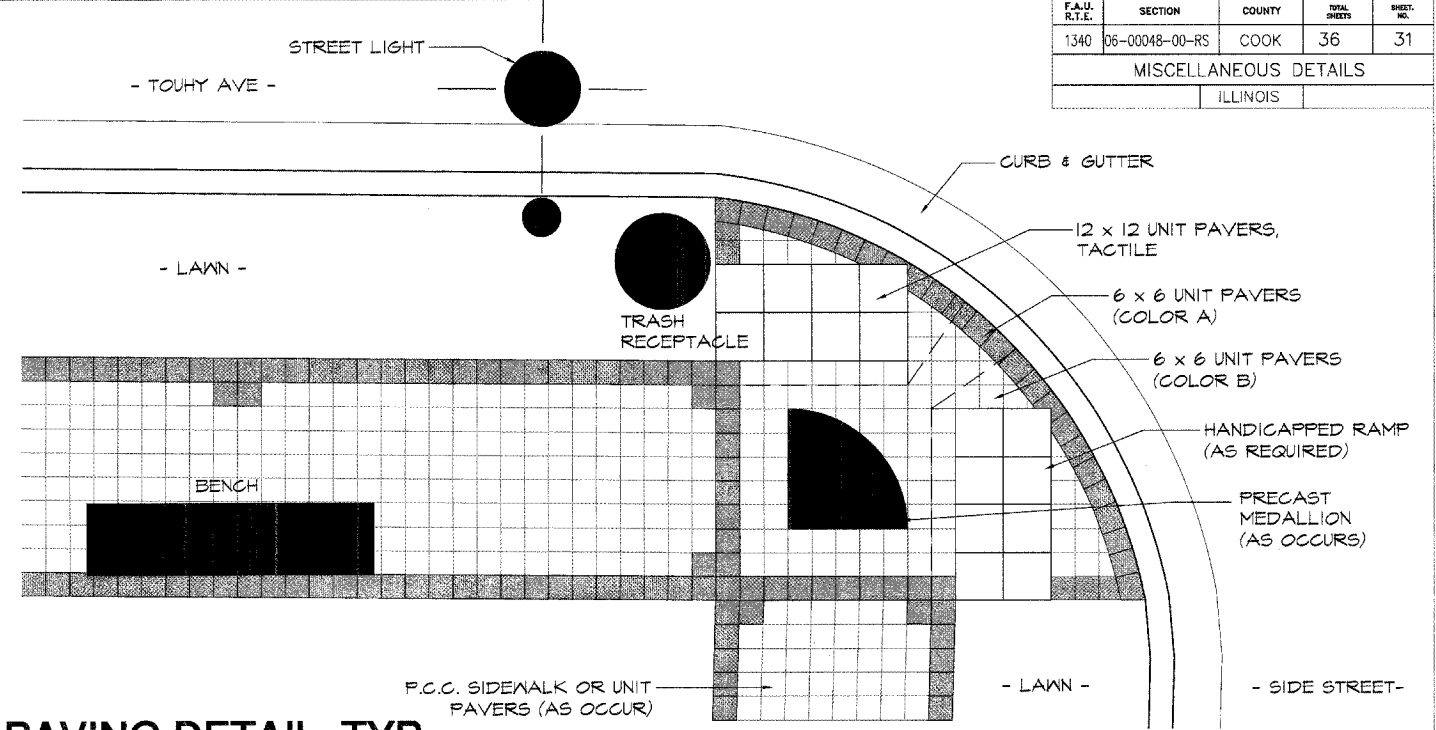 F.A.U. R.T.E. SECTION COUNTY TOTAL SHEETS SHEET. NO.
1340 06-00048-00-RS COOK 36 31
MISCELLANEOUS DETAILS
ILLINOIS
STREET LIGHT
- TOUHY AVE -
CURB & GUTTER
12 x 12 UNIT PAVERS,
TACTILE
- LAWN -
6 x 6 UNIT PAVERS
(COLOR A)
TRASH
RECEPTACLE
6 x 6 UNIT PAVERS
(COLOR B)
HANDICAPPED RAMP
(AS REQUIRED)
BENCH
PRECAST
MEDALLION
(AS OCCURS)
P.C.C. SIDEWALK OR UNIT
PAVERS (AS OCCUR)
- LAWN -
- SIDE STREET-
PAVING DETAIL, TYP.